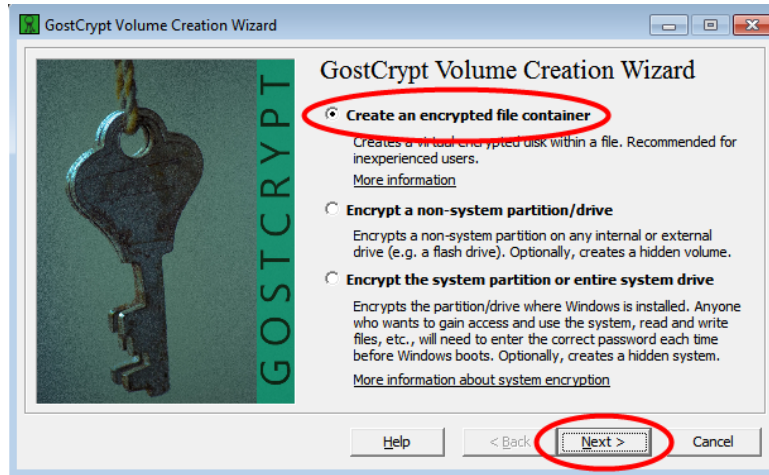 GostCrypt Volume Creation Wizard
GOSTCRYPT
GostCrypt Volume Creation Wizard
Create an encrypted file container
Creates a virtual encrypted disk within a file. Recommended for
inexperienced users.
More information
Encrypt a non-system partition/drive
Encrypts a non-system partition on any internal or external
drive (e.g. a flash drive). Optionally, creates a hidden volume.
Encrypt the system partition or entire system drive
Encrypts the partition/drive where Windows is installed. Anyone
who wants to gain access and use the system, read and write
files, etc., will need to enter the correct password each time
before Windows boots. Optionally, creates a hidden system.
More information about system encryption
Help
< Back
Next >
Cancel